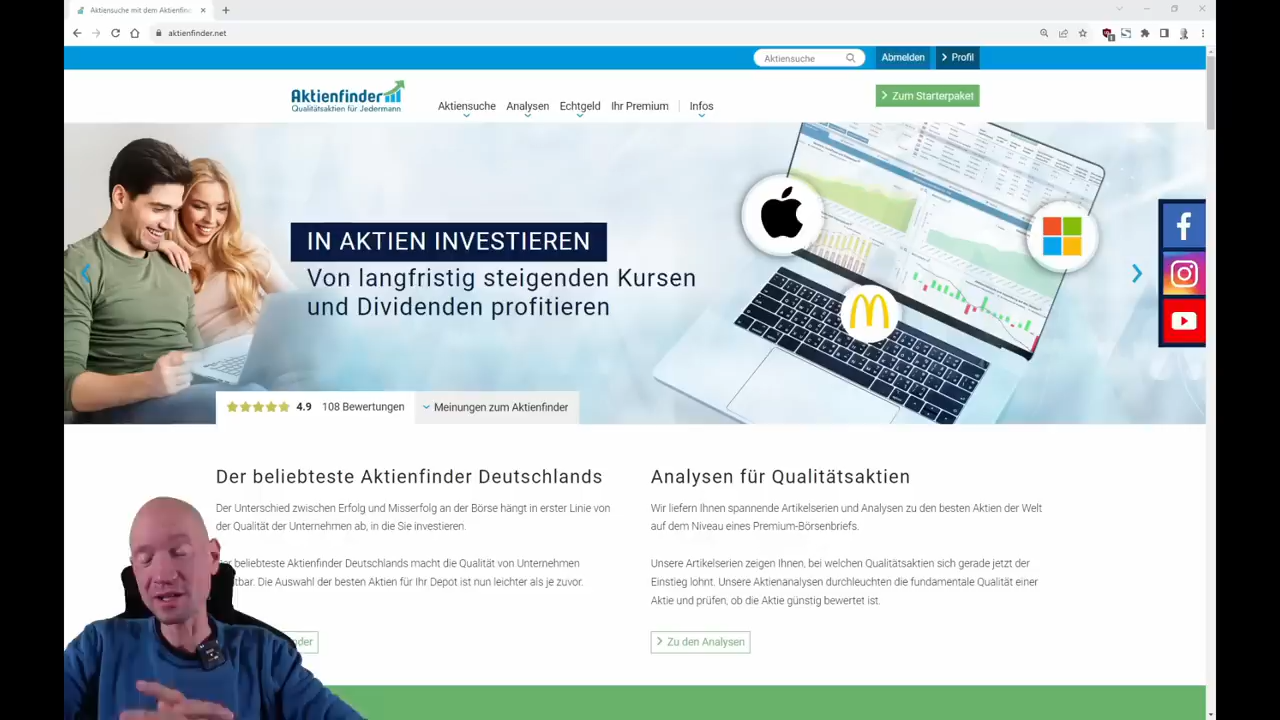 Aktiensuche mit dem Aktienfin
aktienfinder.net
Aktiensuche
Abmelden
Profil
Aktienfinder
Qualitätsaktien für Jedermann
Aktiensuche
Analysen
Echtgeld
Ihr Premium
Infos
Zum Starterpaket
IN AKTIEN INVESTIEREN
Von langfristig steigenden Kursen
und Dividenden profitieren
4.9 108 Bewertungen
Meinungen zum Aktienfinder
Der beliebteste Aktienfinder Deutschlands
Der Unterschied zwischen Erfolg und Misserfolg an der Börse hängt in erster Linie von
der Qualität der Unternehmen ab, in die Sie investieren.
er beliebteste Aktienfinder Deutschlands macht die Qualität von Unternehmen
tbar. Die Auswahl der besten Aktien für Ihr Depot ist nun leichter als je zuvor.
nder
Analysen für Qualitätsaktien
Wir liefern Ihnen spannende Artikelserien und Analysen zu den besten Aktien der Welt
auf dem Niveau eines Premium-Börsenbriefs.
Unsere Artikelserien zeigen Ihnen, bei welchen Qualitätsaktien sich gerade jetzt der
Einstieg lohnt. Unsere Aktienanalysen durchleuchten die fundamentale Qualität einer
Aktie und prüfen, ob die Aktie günstig bewertet ist.
Zu den Analysen